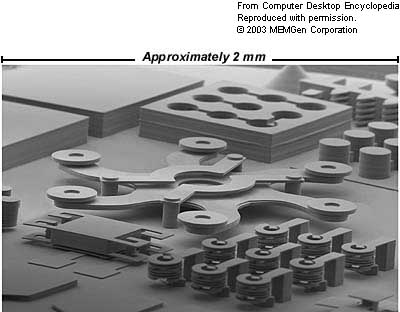 From Computer Desktop Encyclopedia
Reproduced with permission.
© 2003 MEMGen Corporation
Approximately 2 mm